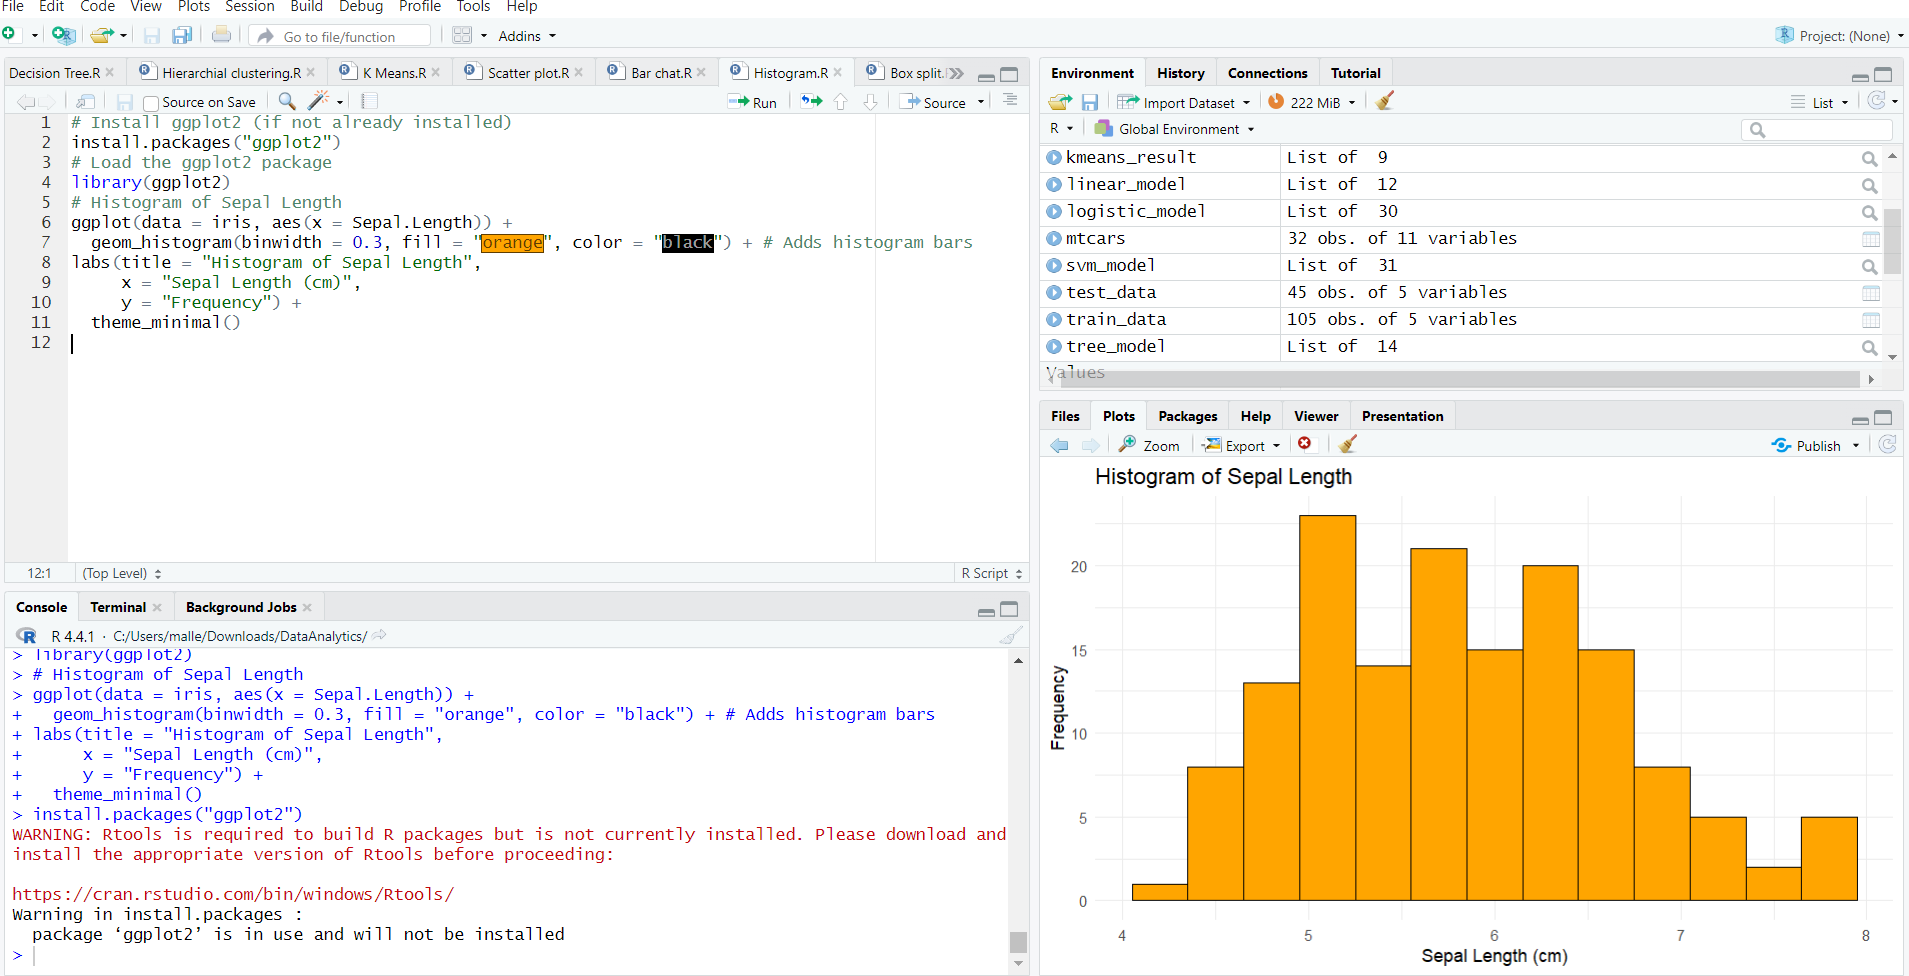 File Edit Code View Plots Session Build Debug Profile Tools Help
Go to file/function Addins Project: (None)
Decision Tree.R Hierarchial clustering.R K Means.R Scatter plot.R Bar chat.R Histogram.R Box split.
Source on Save Run Source
1 # Install ggplot2 (if not already installed)
2 install.packages("ggplot2")
3 # Load the ggplot2 package
4 library(ggplot2)
5 # Histogram of Sepal Length
6 ggplot(data = iris, aes(x = Sepal.Length)) +
7 geom_histogram(binwidth = 0.3, fill = "orange", color = "black") + # Adds histogram bars
8 labs(title = "Histogram of Sepal Length",
9 x = "Sepal Length (cm)",
10 y = "Frequency") +
11 theme_minimal()
12
12:1 (Top Level) R Script
Console Terminal Background Jobs
R 4.4.1 · C:/Users/malle/Downloads/DataAnalytics/
> library(ggplot2)
> # Histogram of Sepal Length
> ggplot(data = iris, aes(x = Sepal.Length)) +
+ geom_histogram(binwidth = 0.3, fill = "orange", color = "black") + # Adds histogram bars
+ labs(title = "Histogram of Sepal Length",
+ x = "Sepal Length (cm)",
+ y = "Frequency") +
+ theme_minimal()
> install.packages("ggplot2")
WARNING: Rtools is required to build R packages but is not currently installed. Please download and
install the appropriate version of Rtools before proceeding:
https://cran.rstudio.com/bin/windows/Rtools/
Warning in install.packages :
package ‘ggplot2’ is in use and will not be installed
>
Environment History Connections Tutorial
Import Dataset 222 MiB List
R Global Environment
kmeans_result List of 9
linear_model List of 12
logistic_model List of 30
mtcars 32 obs. of 11 variables
svm_model List of 31
test_data 45 obs. of 5 variables
train_data 105 obs. of 5 variables
tree_model List of 14
Values
Files Plots Packages Help Viewer Presentation
Zoom Export Publish
Histogram of Sepal Length
Frequency
20
15
10
5
0
4 5 6 7 8
Sepal Length (cm)